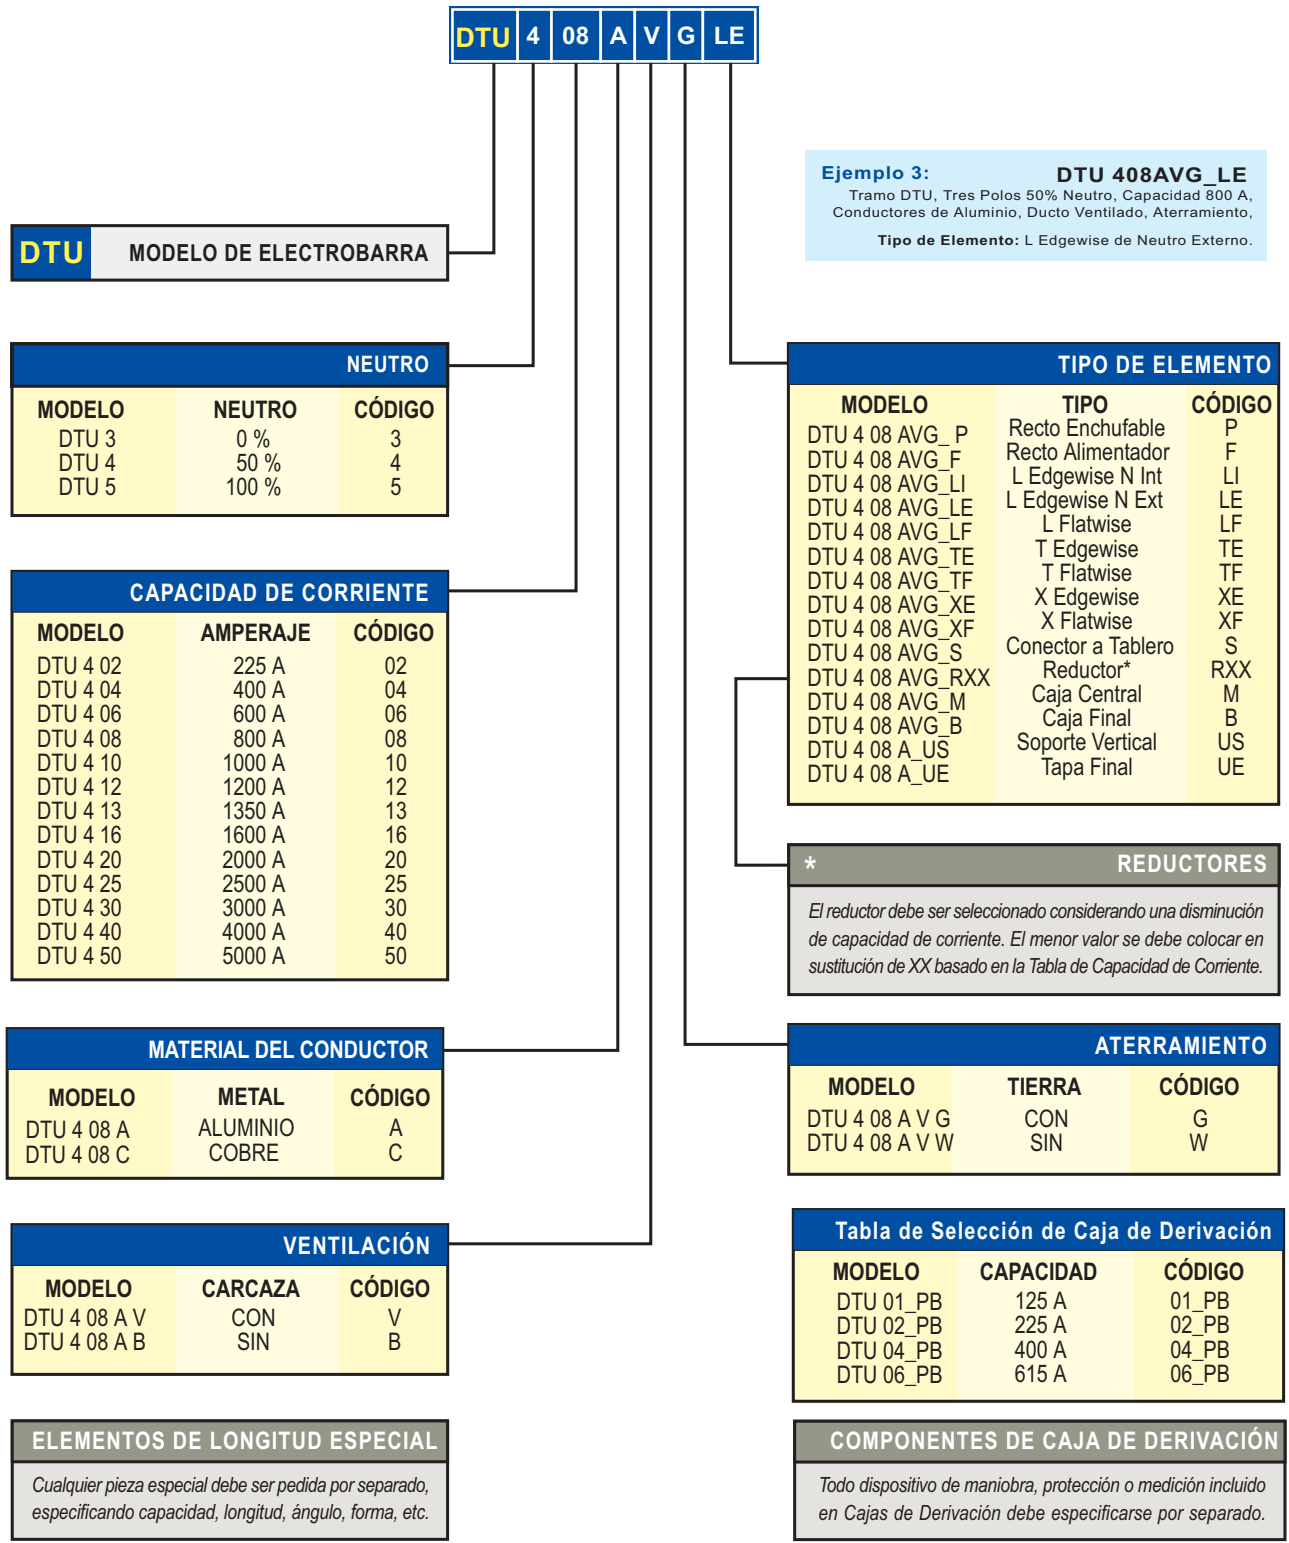 DTU 4 08 A V G LE
Ejemplo 3: DTU 408AVG_LE
Tramo DTU, Tres Polos 50% Neutro, Capacidad 800 A,
Conductores de Aluminio, Ducto Ventilado, Aterramiento,
Tipo de Elemento: L Edgewise de Neutro Externo.
DTU MODELO DE ELECTROBARRA
NEUTRO
MODELO NEUTRO CÓDIGO
DTU 3 0 % 3
DTU 4 50 % 4
DTU 5 100 % 5
CAPACIDAD DE CORRIENTE
MODELO AMPERAJE CÓDIGO
DTU 4 02 225 A 02
DTU 4 04 400 A 04
DTU 4 06 600 A 06
DTU 4 08 800 A 08
DTU 4 10 1000 A 10
DTU 4 12 1200 A 12
DTU 4 13 1350 A 13
DTU 4 16 1600 A 16
DTU 4 20 2000 A 20
DTU 4 25 2500 A 25
DTU 4 30 3000 A 30
DTU 4 40 4000 A 40
DTU 4 50 5000 A 50
MATERIAL DEL CONDUCTOR
MODELO METAL CÓDIGO
DTU 4 08 A ALUMINIO A
DTU 4 08 C COBRE C
VENTILACIÓN
MODELO CARCAZA CÓDIGO
DTU 4 08 A V CON V
DTU 4 08 A B SIN B
ELEMENTOS DE LONGITUD ESPECIAL
Cualquier pieza especial debe ser pedida por separado,
especificando capacidad, longitud, ángulo, forma, etc.
TIPO DE ELEMENTO
MODELO TIPO CÓDIGO
DTU 4 08 AVG_ P Recto Enchufable P
DTU 4 08 AVG_F Recto Alimentador F
DTU 4 08 AVG_LI L Edgewise N Int LI
DTU 4 08 AVG_LE L Edgewise N Ext LE
DTU 4 08 AVG_LF L Flatwise LF
DTU 4 08 AVG_TE T Edgewise TE
DTU 4 08 AVG_TF T Flatwise TF
DTU 4 08 AVG_XE X Edgewise XE
DTU 4 08 AVG_XF X Flatwise XF
DTU 4 08 AVG_S Conector a Tablero S
DTU 4 08 AVG_RXX Reductor* RXX
DTU 4 08 AVG_M Caja Central M
DTU 4 08 AVG_B Caja Final B
DTU 4 08 A_US Soporte Vertical US
DTU 4 08 A_UE Tapa Final UE
* REDUCTORES
El reductor debe ser seleccionado considerando una disminución
de capacidad de corriente. El menor valor se debe colocar en
sustitución de XX basado en la Tabla de Capacidad de Corriente.
ATERRAMIENTO
MODELO TIERRA CÓDIGO
DTU 4 08 A V G CON G
DTU 4 08 A V W SIN W
Tabla de Selección de Caja de Derivación
MODELO CAPACIDAD CÓDIGO
DTU 01_PB 125 A 01_PB
DTU 02_PB 225 A 02_PB
DTU 04_PB 400 A 04_PB
DTU 06_PB 615 A 06_PB
COMPONENTES DE CAJA DE DERIVACIÓN
Todo dispositivo de maniobra, protección o medición incluido
en Cajas de Derivación debe especificarse por separado.